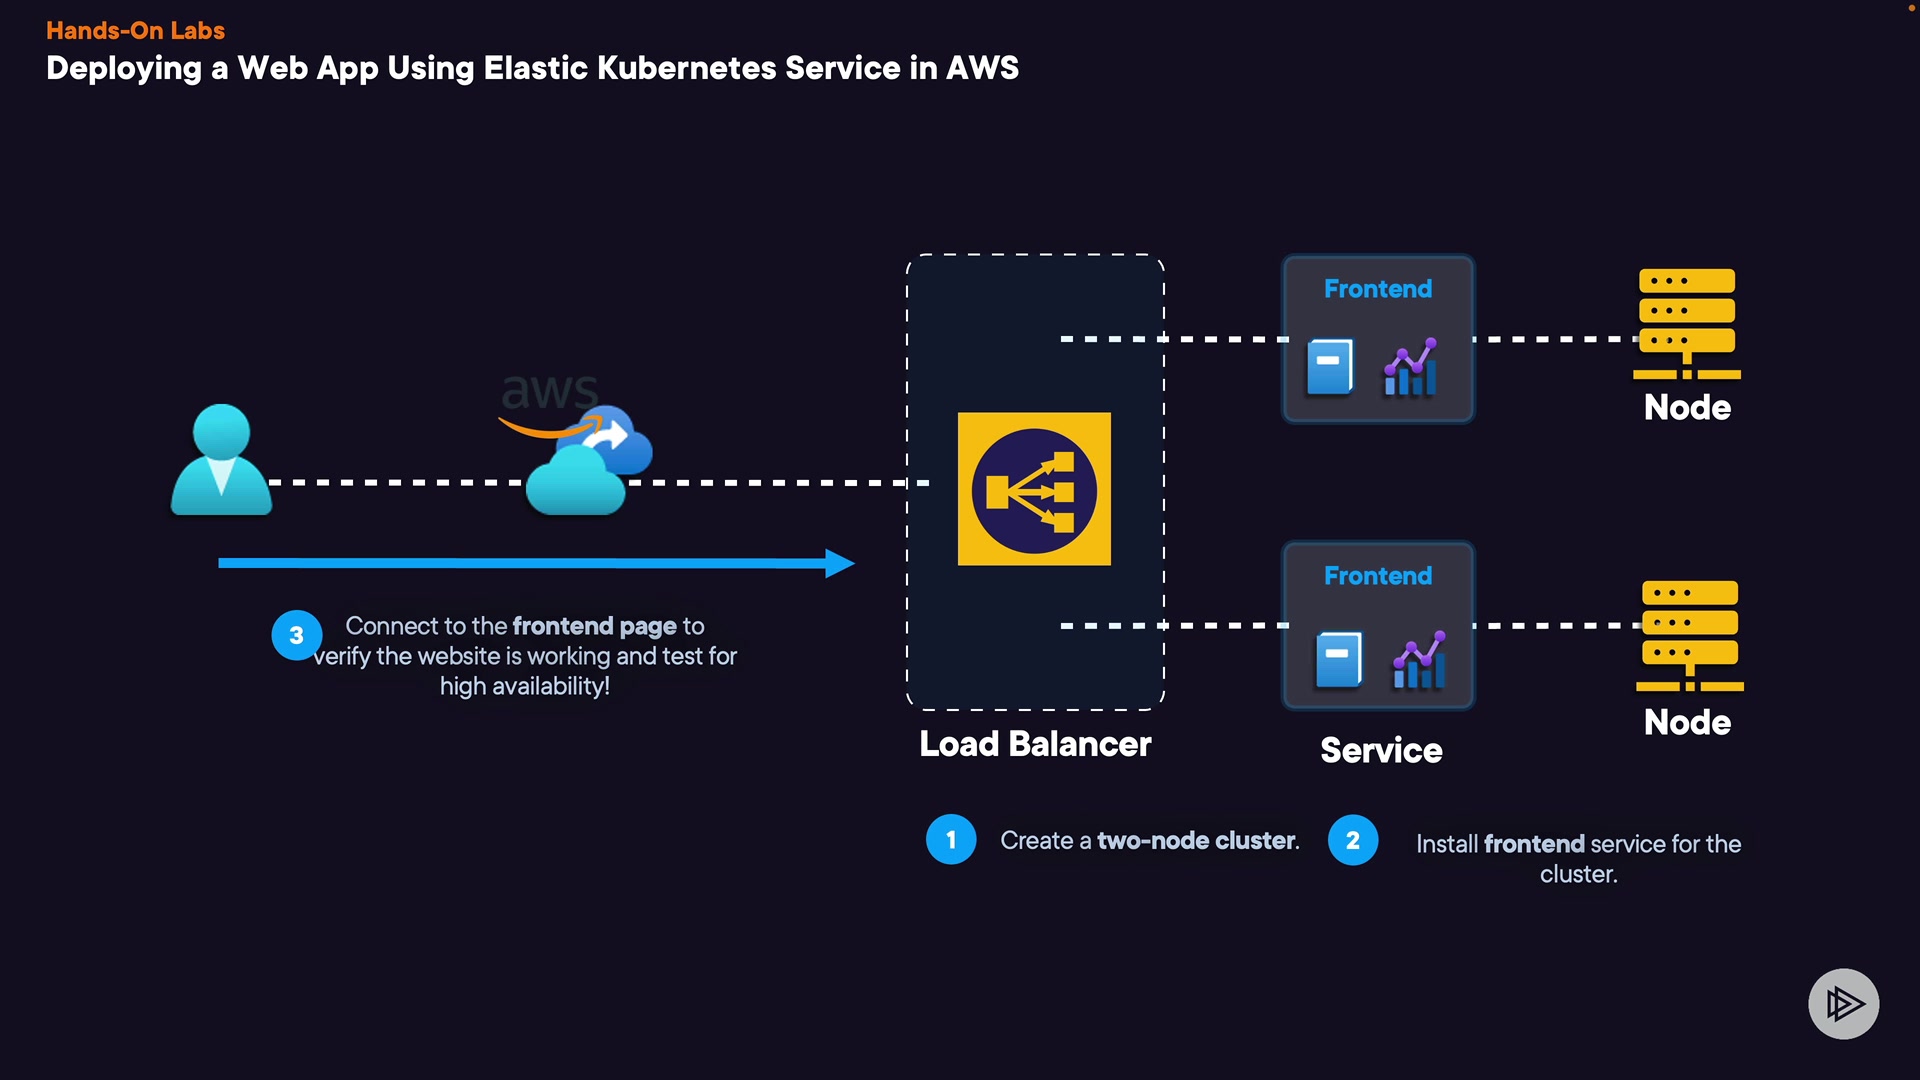 Hands-On Labs
Deploying a Web App Using Elastic Kubernetes Service in AWS
aws
Frontend
Node
3
Connect to the frontend page to
verify the website is working and test for
high availability!
Frontend
Node
Load Balancer
Service
1
Create a two-node cluster.
2
Install frontend service for the
cluster.